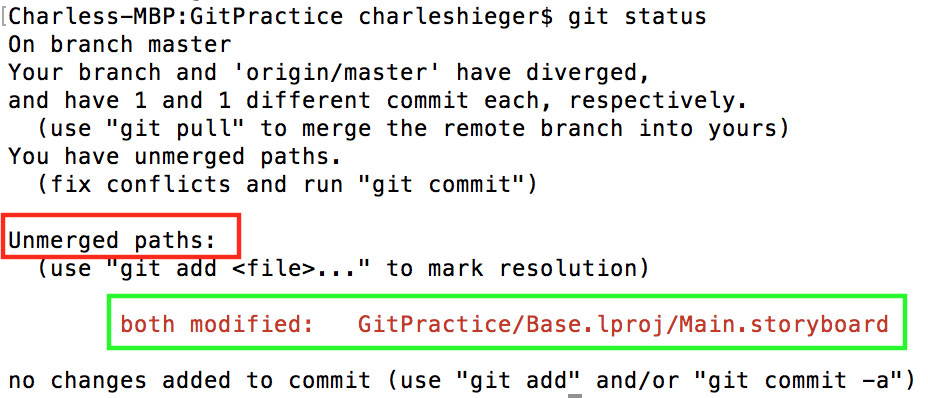 [Charless-MBP:GitPractice charleshieger$ git status
On branch master
Your branch and 'origin/master' have diverged,
and have 1 and 1 different commit each, respectively.
(use "git pull" to merge the remote branch into yours)
You have unmerged paths.
(fix conflicts and run "git commit")
Unmerged paths:
(use "git add <file>..." to mark resolution)
both modified: GitPractice/Base.lproj/Main.storyboard
no changes added to commit (use "git add" and/or "git commit -a")